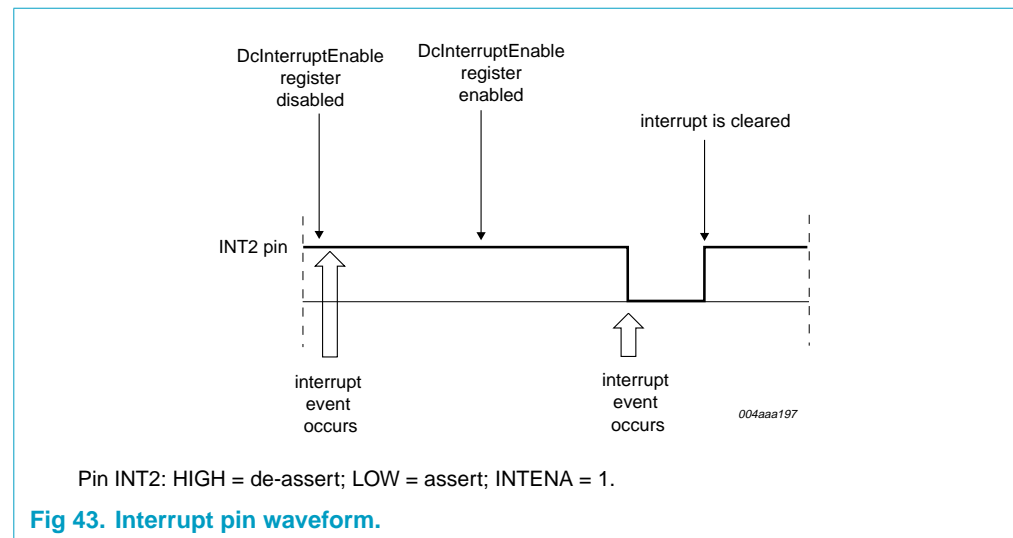 DcInterruptEnable
register
disabled
DcInterruptEnable
register
enabled
interrupt is cleared
INT2 pin
interrupt
event
occurs
interrupt
event
occurs
004aaa197
Pin INT2: HIGH = de-assert; LOW = assert; INTENA = 1.
Fig 43. Interrupt pin waveform.